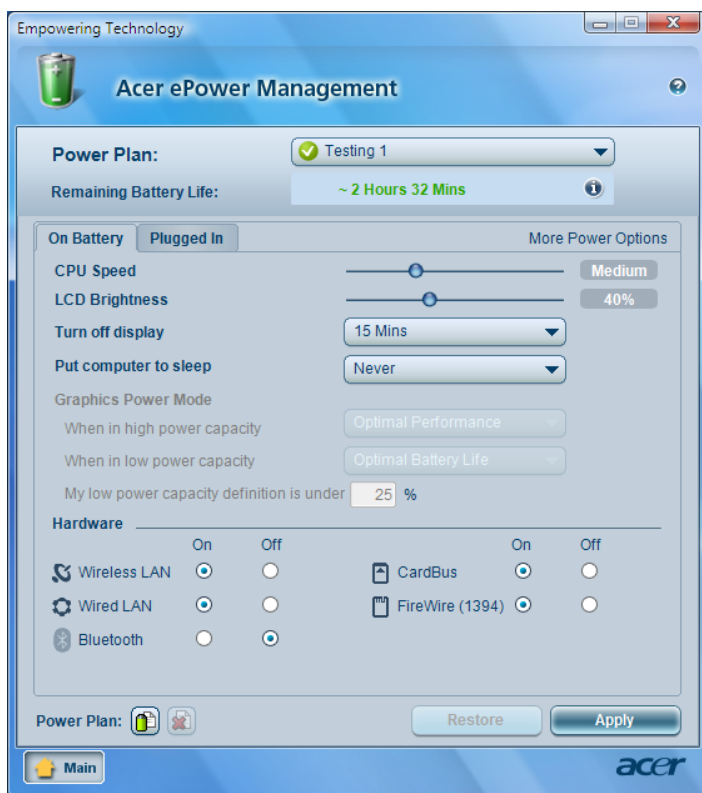 Empowering Technology
Acer ePower Management
Power Plan: Testing 1
Remaining Battery Life: ~ 2 Hours 32 Mins
On Battery Plugged In More Power Options
CPU Speed Medium
LCD Brightness 40%
Turn off display 15 Mins
Put computer to sleep Never
Graphics Power Mode
When in high power capacity Optimal Performance
When in low power capacity Optimal Battery Life
My low power capacity definition is under 25 %
Hardware
On Off On Off
Wireless LAN CardBus
Wired LAN FireWire (1394)
Bluetooth
Power Plan: Restore Apply
Main acer